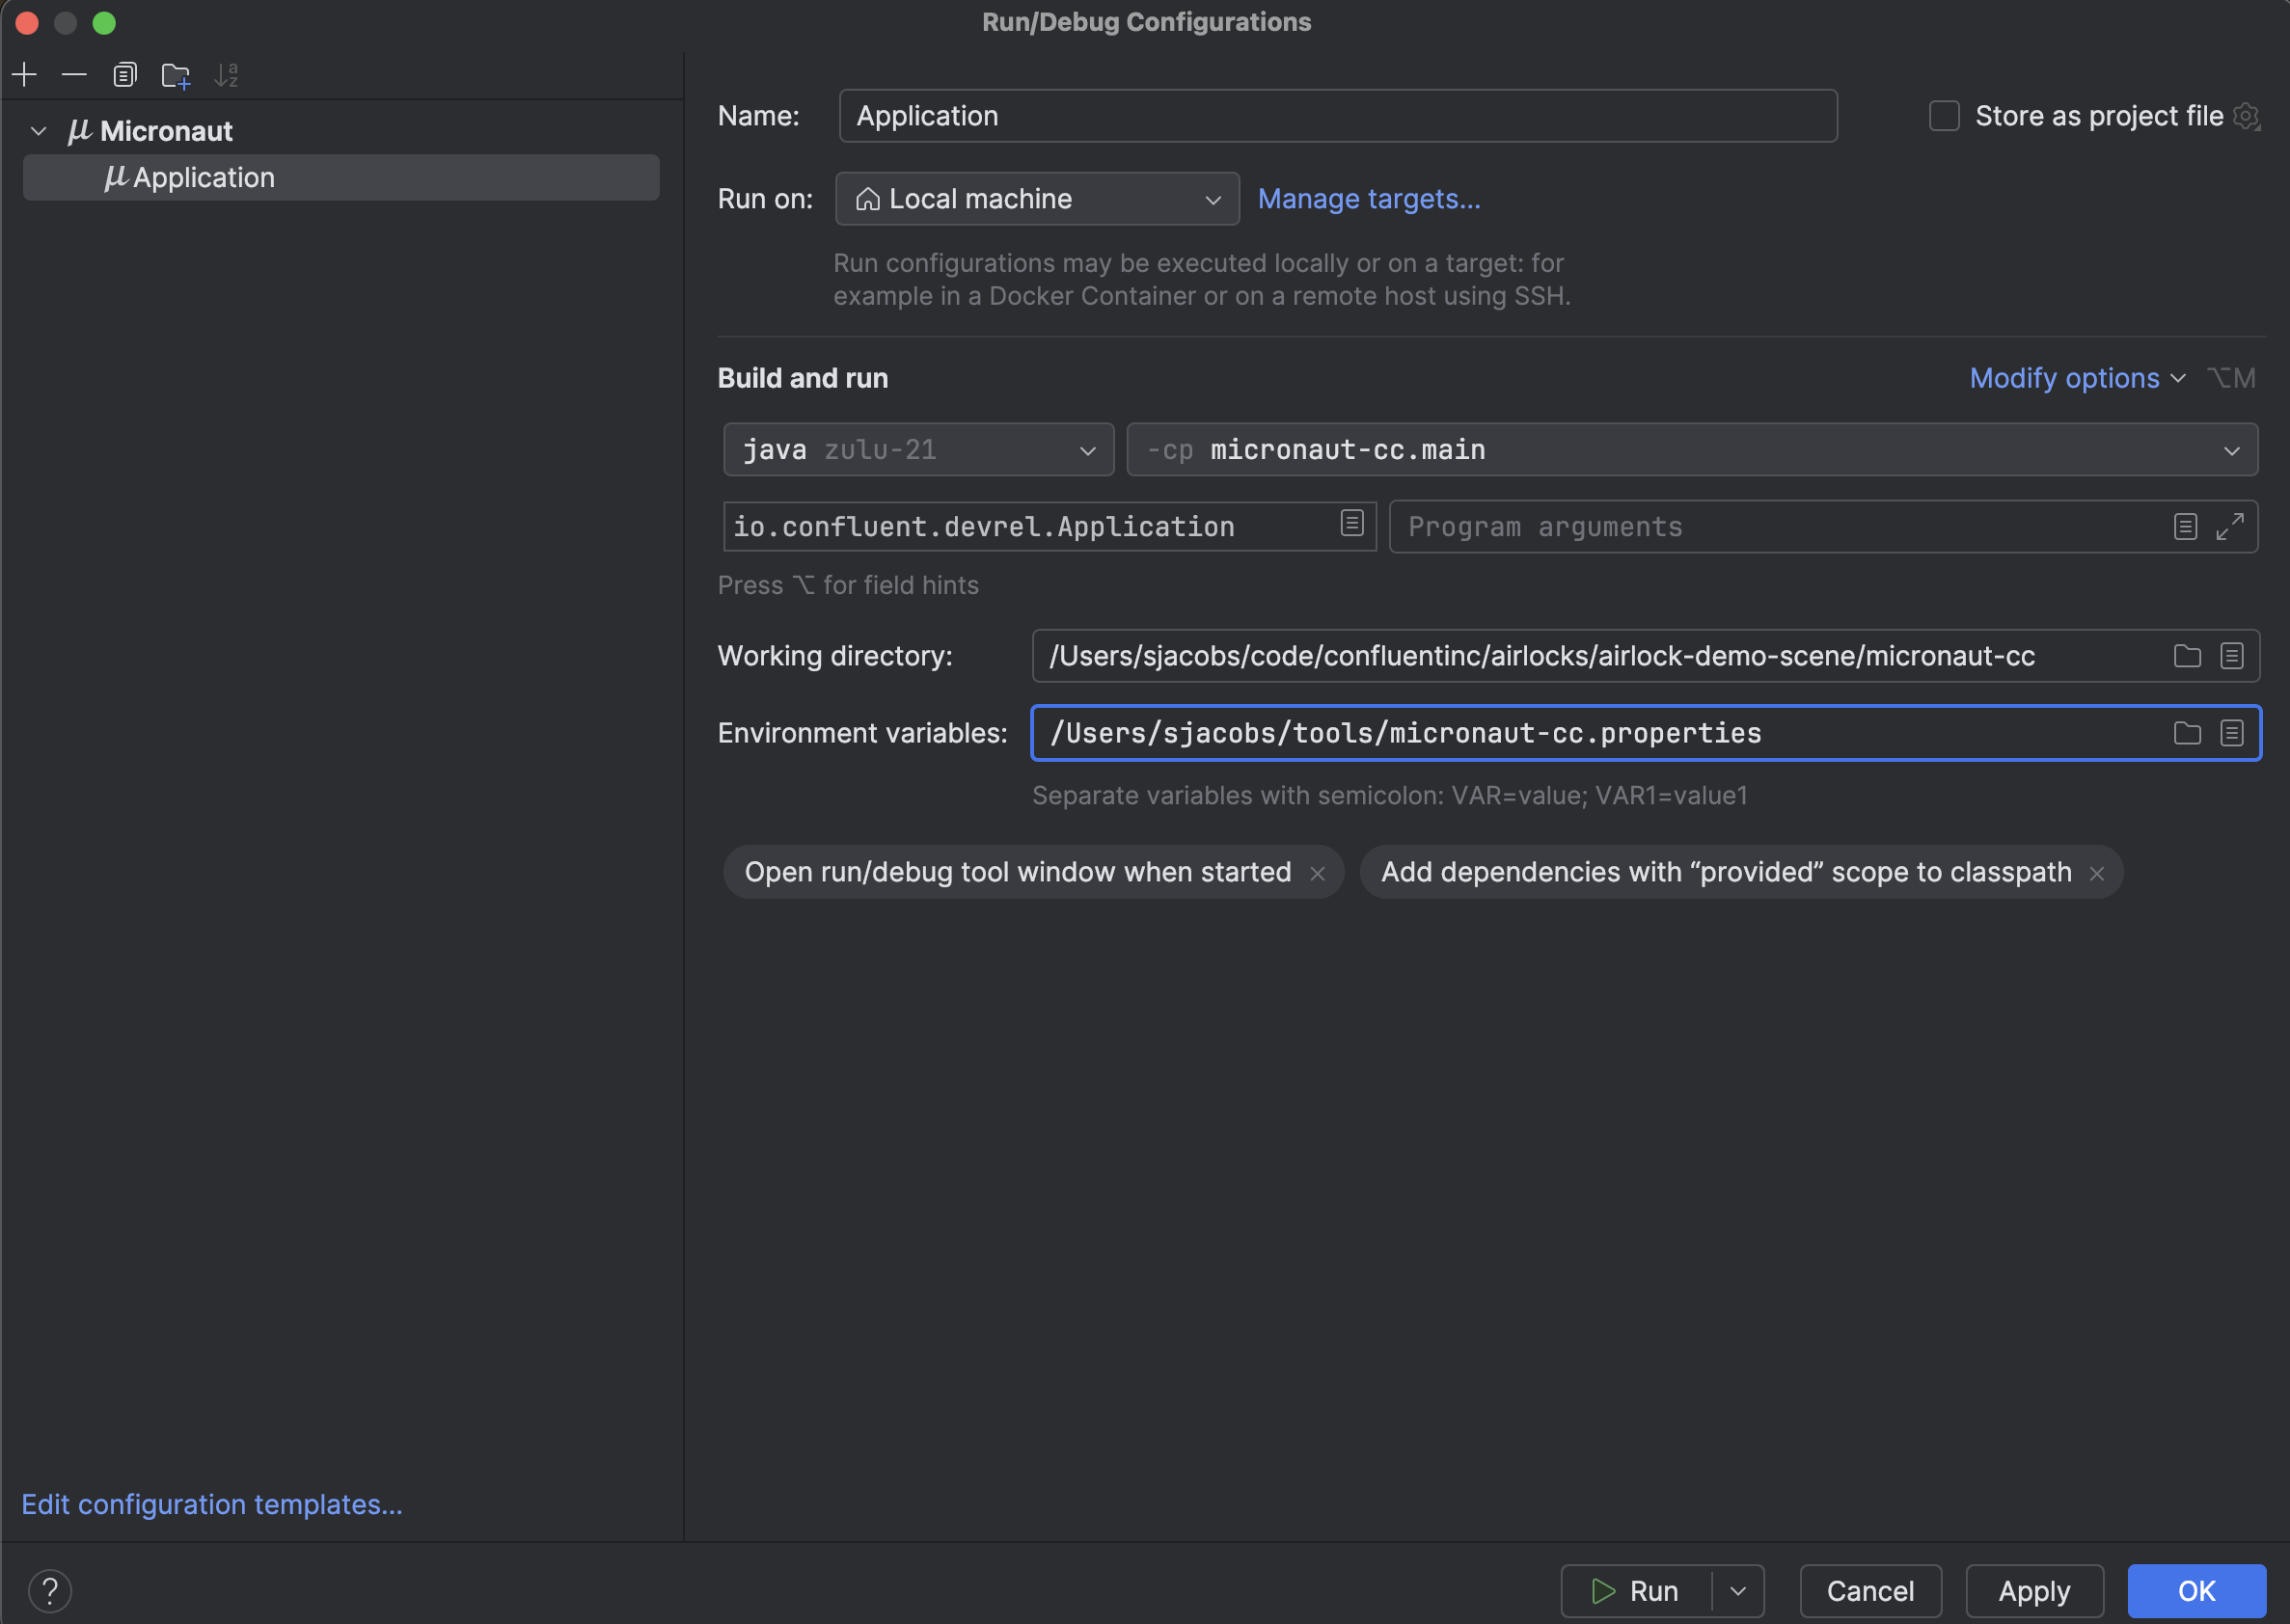 Run/Debug Configurations
Micronaut
Application
Name: Application Store as project file
Run on: Local machine Manage targets...
Run configurations may be executed locally or on a target: for
example in a Docker Container or on a remote host using SSH.
Build and run Modify options ⌥M
java zulu-21 -cp micronaut-cc.main
io.confluent.devrel.Application Program arguments
Press ⌥ for field hints
Working directory: /Users/sjacobs/code/confluentinc/airlocks/airlock-demo-scene/micronaut-cc
Environment variables: /Users/sjacobs/tools/micronaut-cc.properties
Separate variables with semicolon: VAR=value; VAR1=value1
Open run/debug tool window when started × Add dependencies with “provided” scope to classpath ×
Edit configuration templates...
? Run Cancel Apply OK